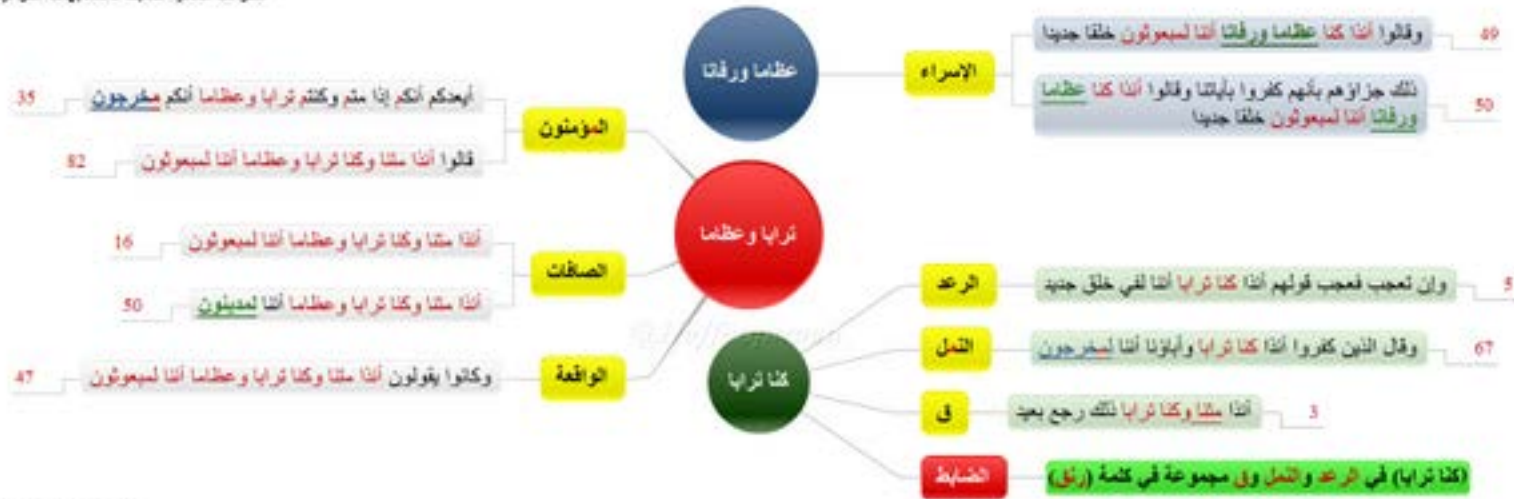 عظاما ورفاتا
الإسراء
وقالوا أئذا كنا عظاما ورفاتا أئنا لمبعوثون خلقا جديدا
49
ذلك جزاؤهم بأنهم كفروا بآياتنا وقالوا أئذا كنا عظاما
ورفاتا أئنا لمبعوثون خلقا جديدا
50
ترابا وعظاما
المؤمنون
أيعدكم أنكم إذا متم وكنتم ترابا وعظاما أنكم مخرجون
35
قالوا أئذا متنا وكنا ترابا وعظاما أئنا لمبعوثون
82
الصافات
أئذا متنا وكنا ترابا وعظاما أئنا لمبعوثون
16
أئذا متنا وكنا ترابا وعظاما أئنا لمدينون
50
الواقعة
وكانوا يقولون أئذا متنا وكنا ترابا وعظاما أئنا لمبعوثون
47
كنا ترابا
الرعد
وإن تعجب فعجب قولهم أئذا كنا ترابا أئنا لفي خلق جديد
5
النمل
وقال الذين كفروا أئذا كنا ترابا وآباؤنا أئنا لمخرجون
67
ق
أئذا متنا وكنا ترابا ذلك رجع بعيد
3
الضابط
(كنا ترابا) في الرعد والنمل وق مجموعة في كلمة (رنق)